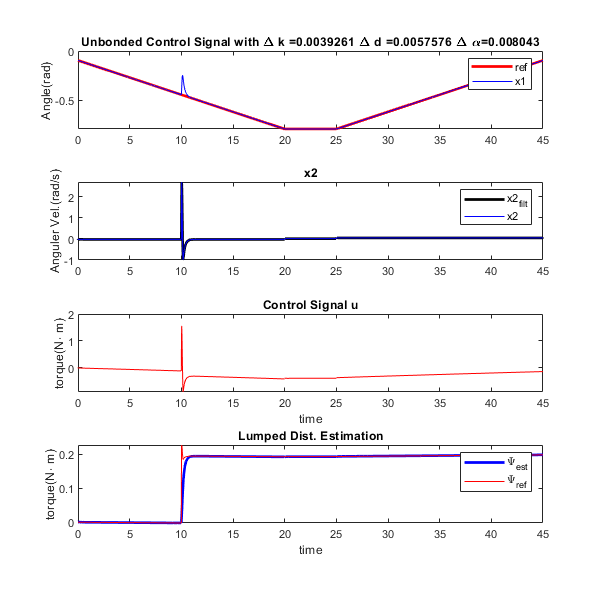 Unbonded Control Signal with Δ k =0.0039261 Δ d =0.0057576 Δ α=0.008043
Angle(rad)
0
-0.5
ref
x1
0 5 10 15 20 25 30 35 40 45
x2
Anguler Vel.(rad/s)
2
1
0
-1
x2filt
x2
0 5 10 15 20 25 30 35 40 45
Control Signal u
torque(N· m)
2
1
0
0 5 10 15 20 25 30 35 40 45
time
Lumped Dist. Estimation
torque(N· m)
0.2
0.1
0
Ψest
Ψref
0 5 10 15 20 25 30 35 40 45
time